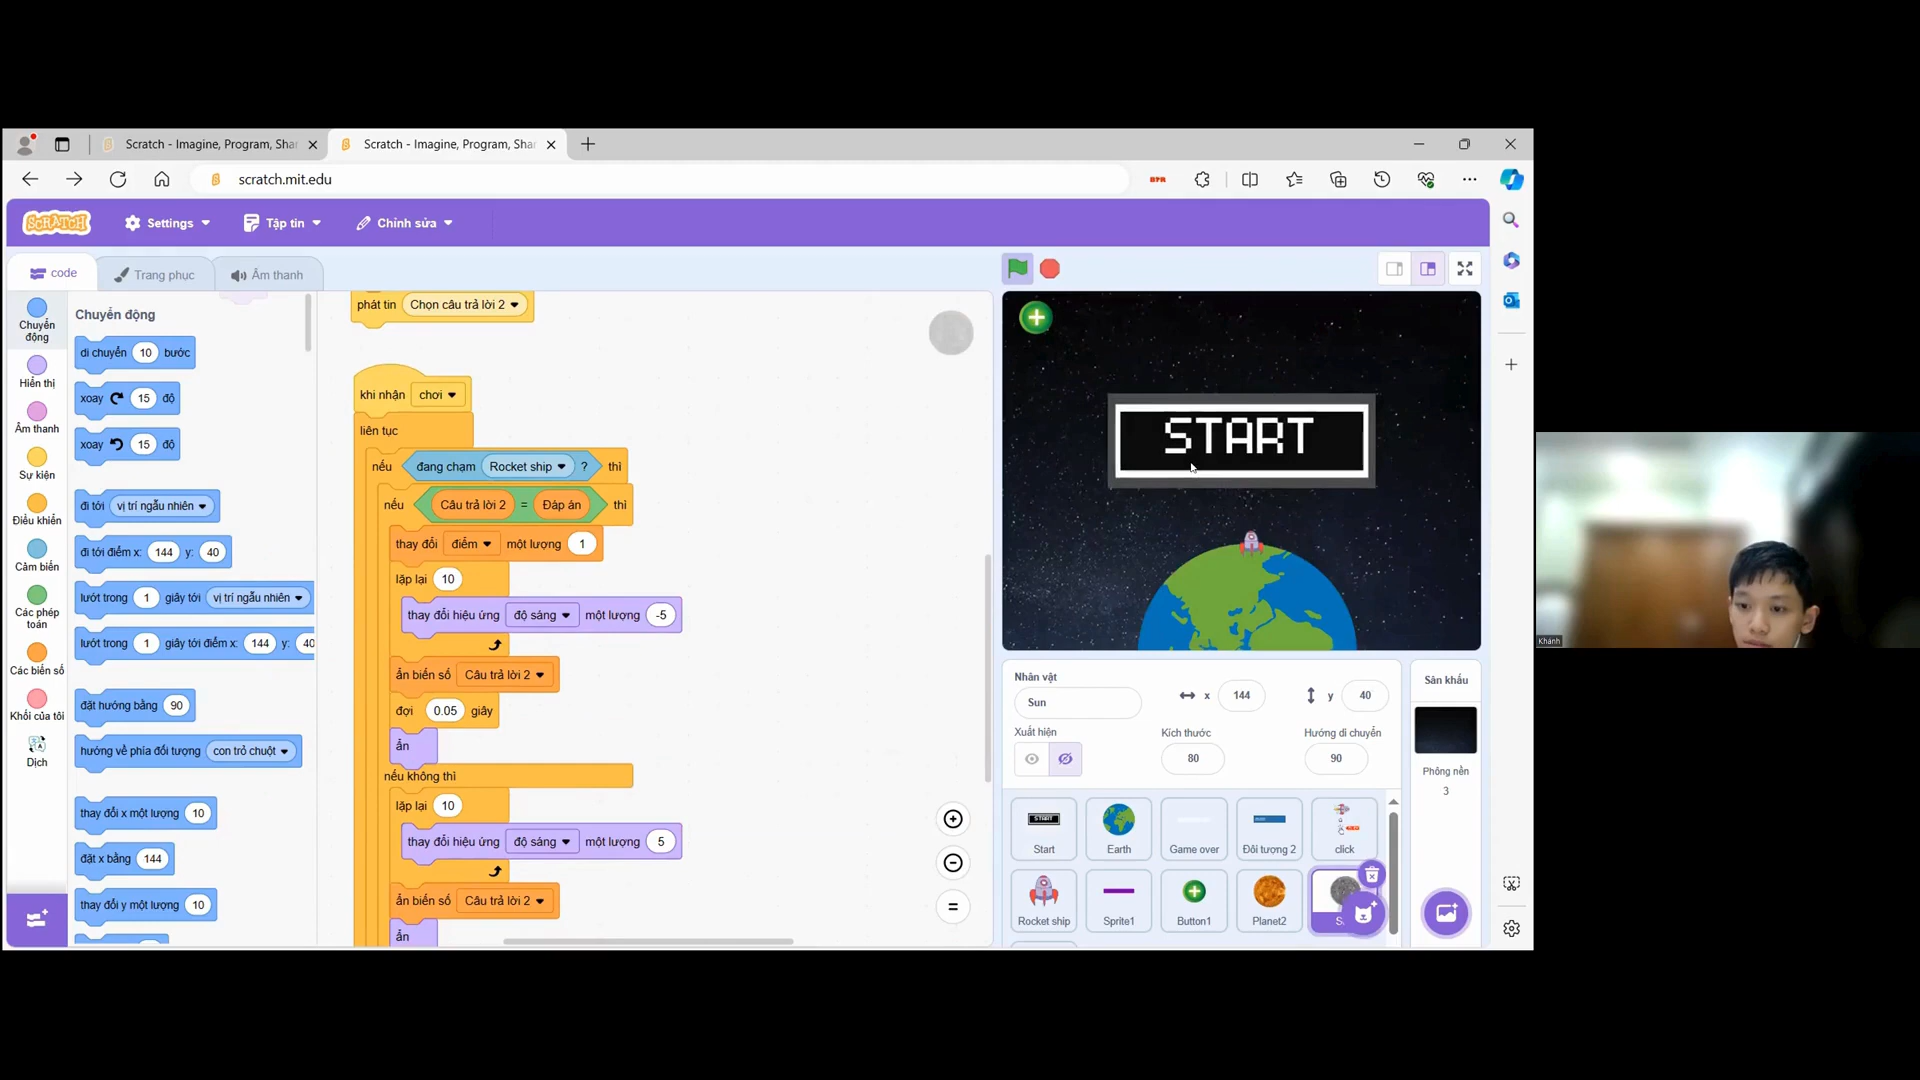 Scratch - Imagine, Program, Shar
Scratch - Imagine, Program, Shar
scratch.mit.edu
SCRATCH
Settings
Tập tin
Chỉnh sửa
code
Trang phục
Âm thanh
Chuyển động
Hiển thị
Âm thanh
Sự kiện
Điều khiển
Cảm biến
Các phép toán
Các biến số
Khối của tôi
Dịch
Chuyển động
di chuyển 10 bước
xoay 15 độ
xoay 15 độ
đi tới vị trí ngẫu nhiên
đi tới điểm x: 144 y: 40
lướt trong 1 giây tới vị trí ngẫu nhiên
lướt trong 1 giây tới điểm x: 144 y: 40
đặt hướng bằng 90
hướng về phía đối tượng con trỏ chuột
thay đổi x một lượng 10
đặt x bằng 144
thay đổi y một lượng 10
phát tin Chọn câu trả lời 2
khi nhận chơi
liên tục
nếu đang chạm Rocket ship ? thì
nếu Câu trả lời 2 = Đáp án thì
thay đổi điểm một lượng 1
lặp lại 10
thay đổi hiệu ứng độ sáng một lượng -5
ẩn biến số Câu trả lời 2
đợi 0.05 giây
ẩn
nếu không thì
lặp lại 10
thay đổi hiệu ứng độ sáng một lượng 5
ẩn biến số Câu trả lời 2
ẩn
START
Nhân vật
Sun
x 144
y 40
Xuất hiện
Kích thước
80
Hướng di chuyển
90
Sân khấu
Phông nền
3
START
Start
Earth
Game over
Đối tượng 2
click
Rocket ship
Sprite1
Button1
Planet2
Khánh